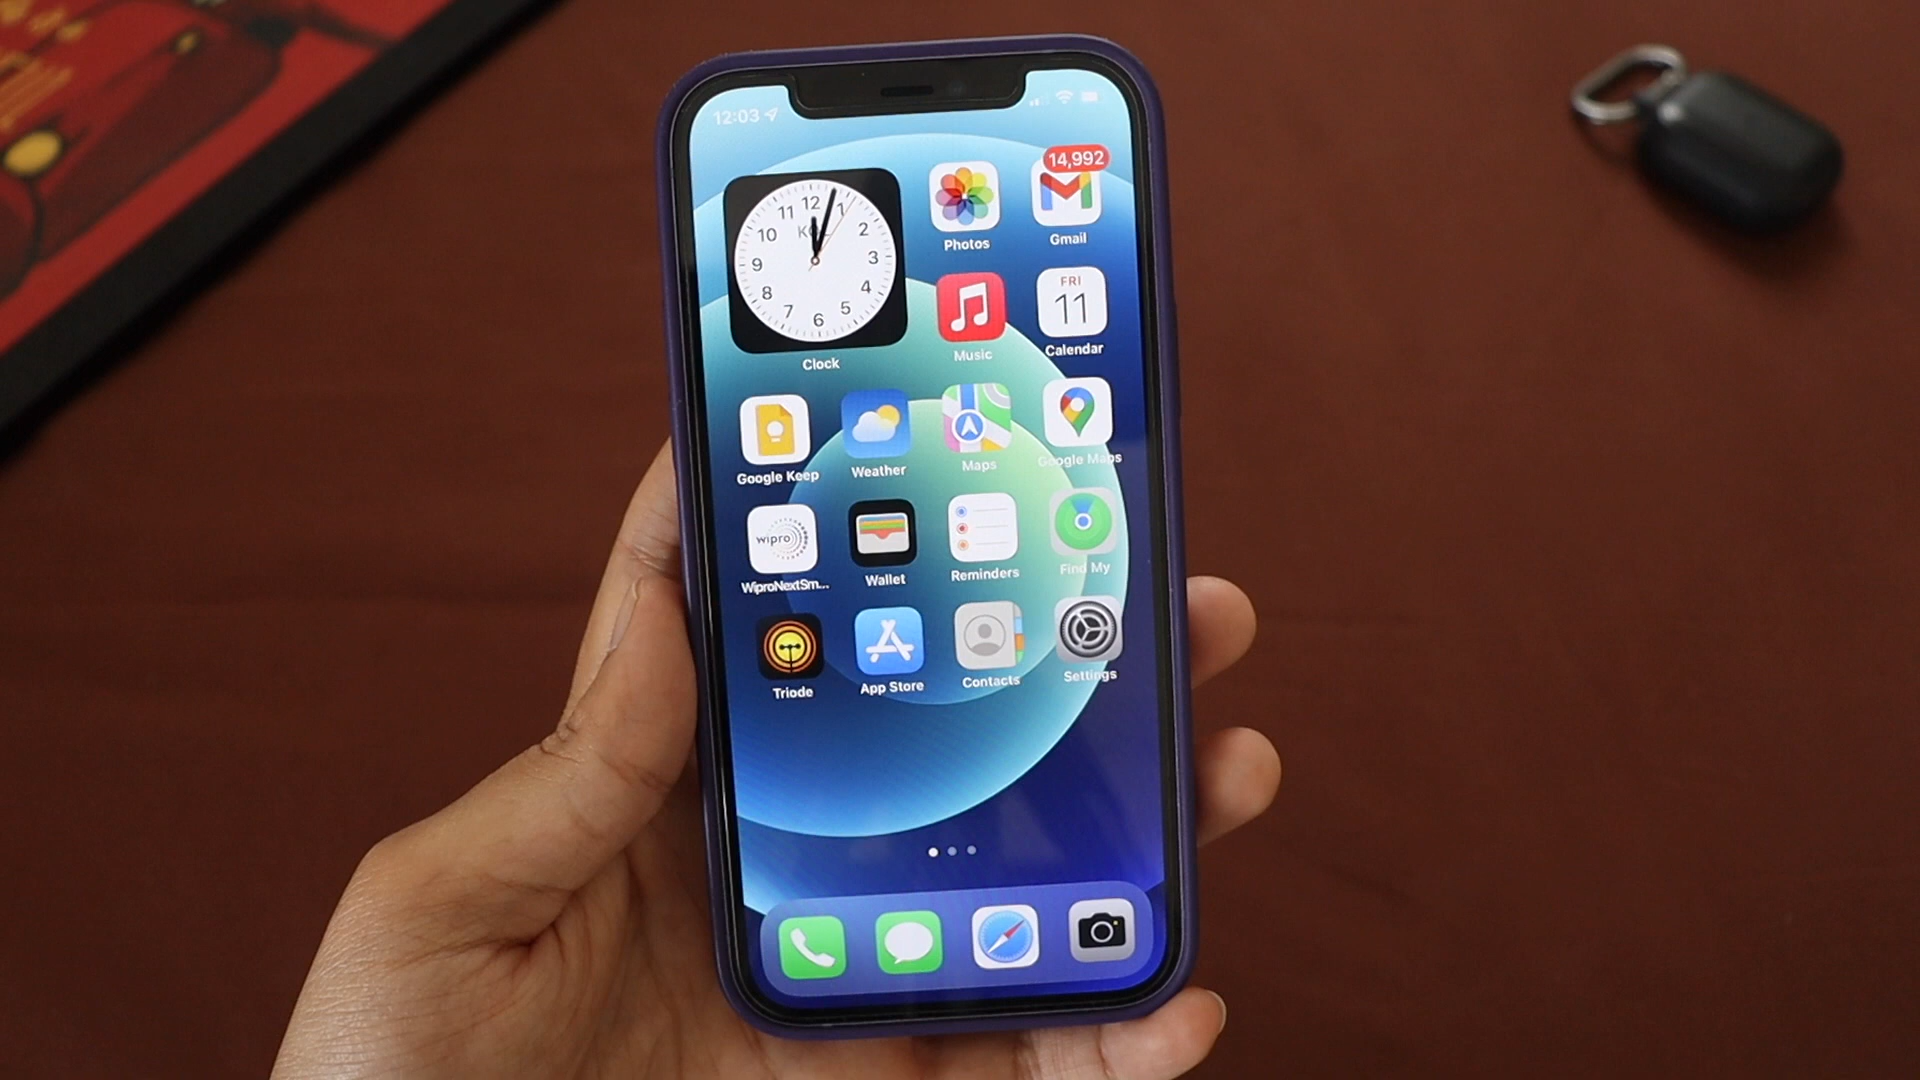 12:03
12
1
2
3
4
5
6
7
8
9
10
11
Clock
Photos
14,992
Gmail
Music
FRI
11
Calendar
Google Keep
Weather
Maps
Google Maps
wipro
WiproNextSm...
Wallet
Reminders
Find My
Triode
App Store
Contacts
Settings